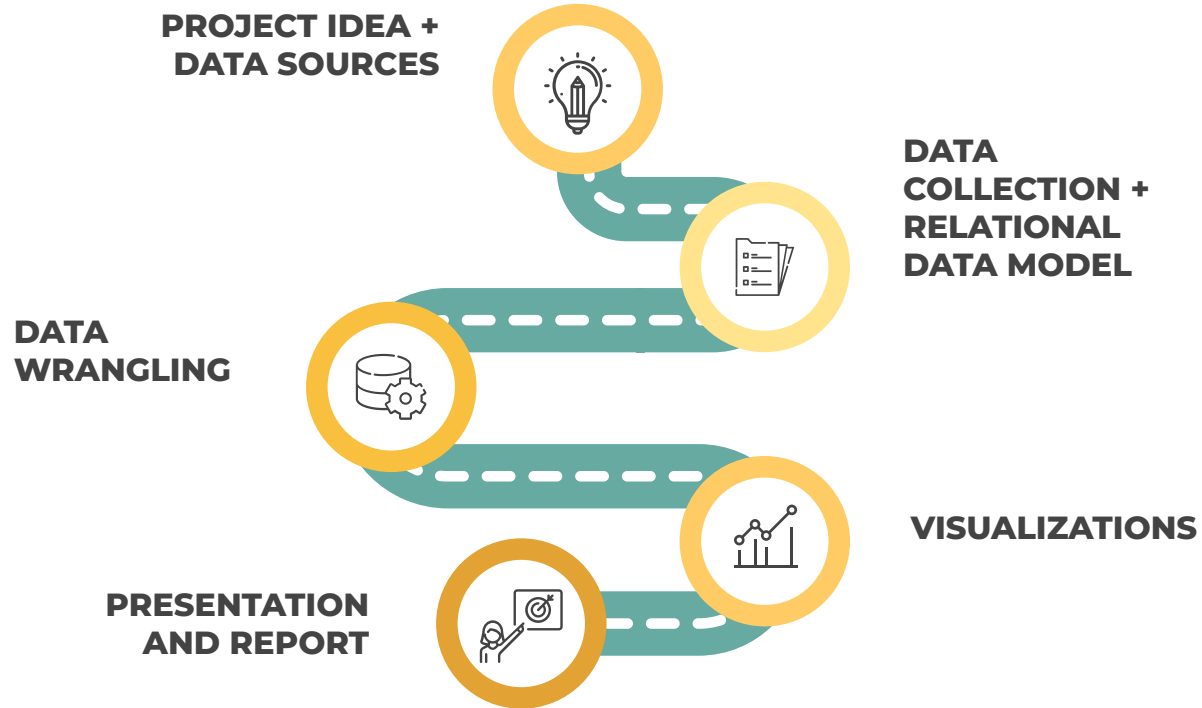 PROJECT IDEA +
DATA SOURCES
DATA
COLLECTION +
RELATIONAL
DATA MODEL
DATA
WRANGLING
VISUALIZATIONS
PRESENTATION
AND REPORT